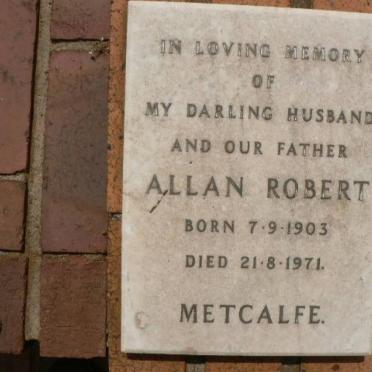 IN LOVING MEMORY
OF
MY DARLING HUSBAND
AND OUR FATHER
ALLAN ROBERT
BORN 7·9·1903
DIED 21·8·1971.
METCALFE.